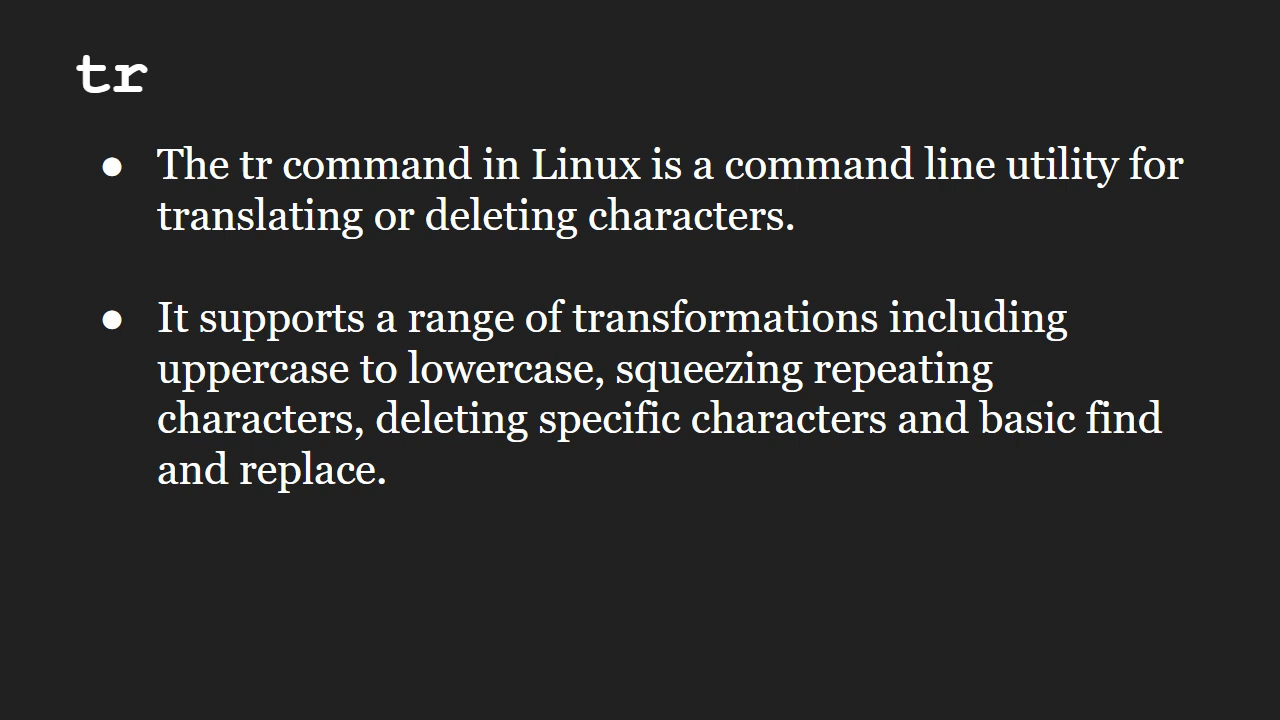 tr
● The tr command in Linux is a command line utility for
translating or deleting characters.
● It supports a range of transformations including
uppercase to lowercase, squeezing repeating
characters, deleting specific characters and basic find
and replace.